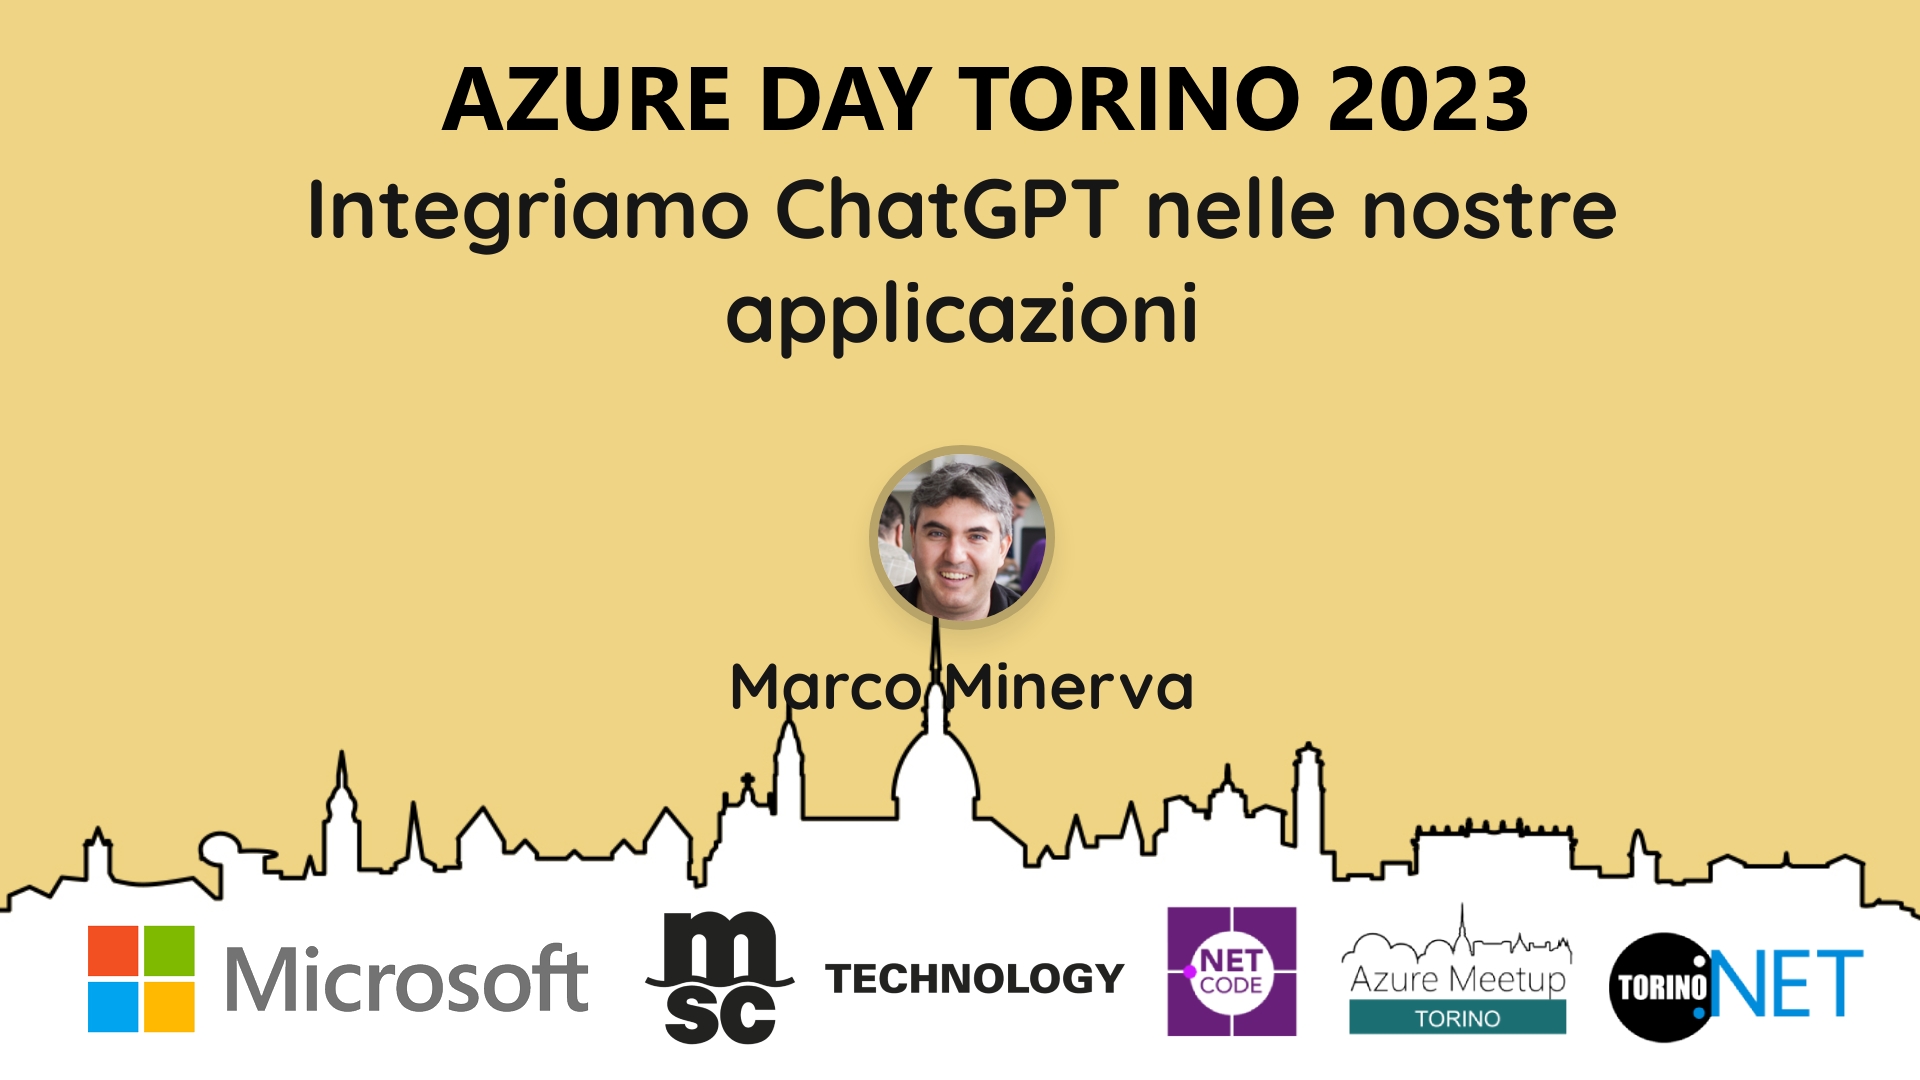 AZURE DAY TORINO 2023
Integriamo ChatGPT nelle nostre
applicazioni
Marco Minerva
Microsoft
msc TECHNOLOGY
.NET CODE
Azure Meetup
TORINO
TORINO.NET